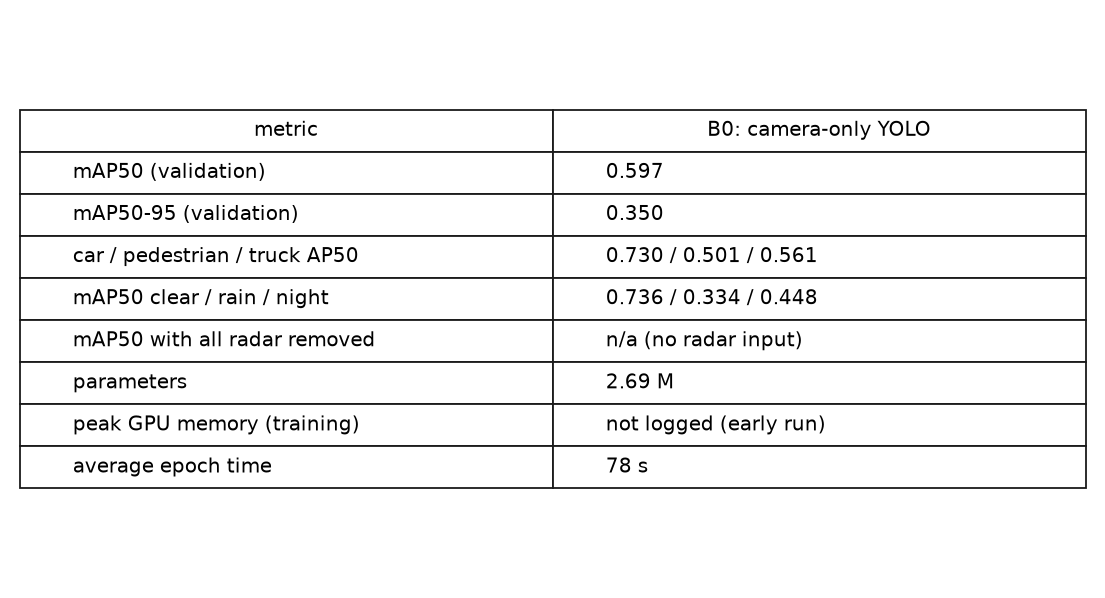 metric B0: camera-only YOLO
mAP50 (validation) 0.597
mAP50-95 (validation) 0.350
car / pedestrian / truck AP50 0.730 / 0.501 / 0.561
mAP50 clear / rain / night 0.736 / 0.334 / 0.448
mAP50 with all radar removed n/a (no radar input)
parameters 2.69 M
peak GPU memory (training) not logged (early run)
average epoch time 78 s